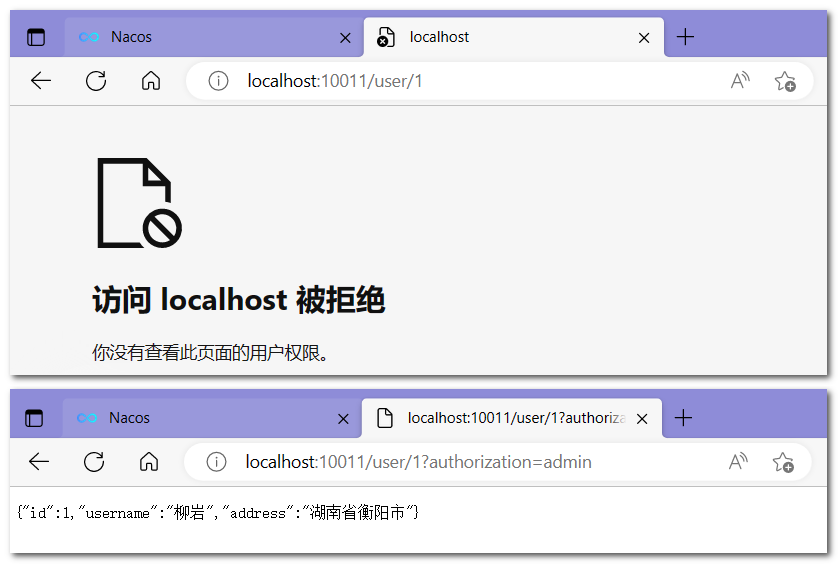 Nacos
localhost
localhost:10011/user/1
访问 localhost 被拒绝
你没有查看此页面的用户权限。
Nacos
localhost:10011/user/1?authoriza
localhost:10011/user/1?authorization=admin
{"id":1,"username":"柳岩","address":"湖南省衡阳市"}